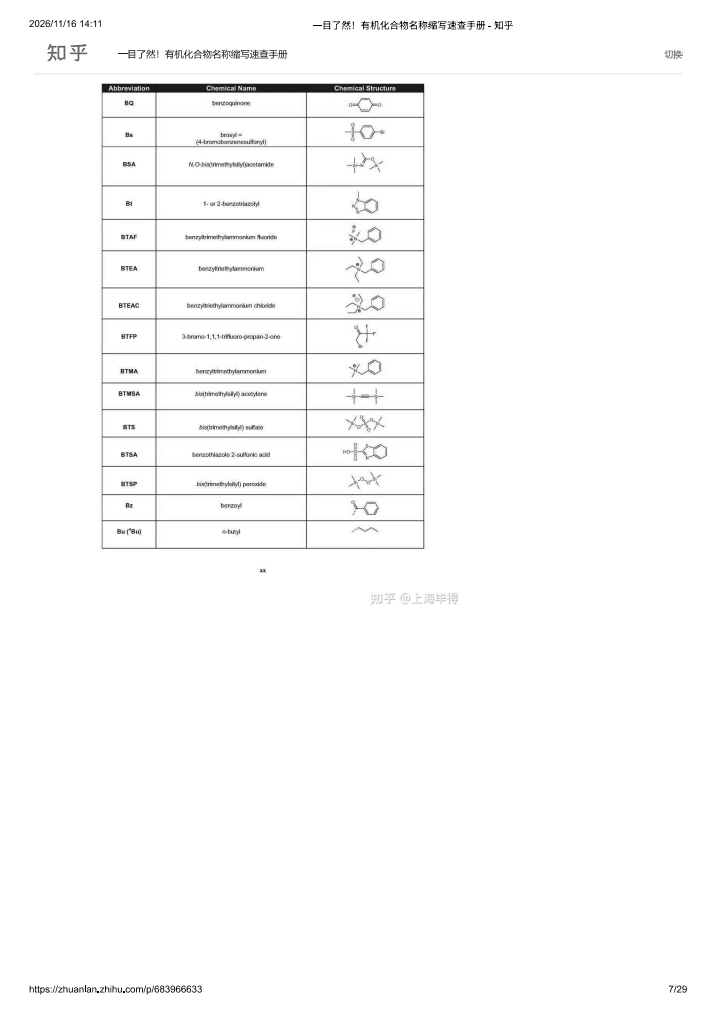 2026/11/16 14:11
一目了然！有机化合物名称缩写速查手册 - 知乎
知乎
一目了然！有机化合物名称缩写速查手册
切换
Abbreviation Chemical Name Chemical Structure
BQ benzoquinone
Bs brosyl =
(4-bromobenzenesulfonyl)
BSA N,O-bis(trimethylsilyl)acetamide
Bt 1- or 2-benzotriazolyl
BTAF benzyltrimethylammonium fluoride
BTEA benzyltriethylammonium
BTEAC benzyltriethylammonium chloride
BTFP 3-bromo-1,1,1-trifluoro-propan-2-one
BTMA benzyltrimethylammonium
BTMSA bis(trimethylsilyl) acetylene
BTS bis(trimethylsilyl) sulfate
BTSA benzothiazole 2-sulfonic acid
BTSP bis(trimethylsilyl) peroxide
Bz benzoyl
Bu (ⁿBu) n-butyl
xx
知乎 @上海毕得
https://zhuanlan.zhihu.com/p/683966633
7/29